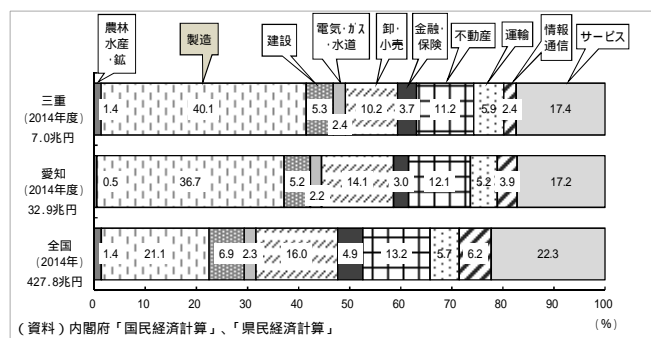 農林
水産
・鉱
製造
建設
電気・ガス
・水道
卸・
小売
金融・
保険
不動産
運輸
情報
通信
サービス
三重
(2014年度)
7.0兆円
1.4 40.1 5.3 2.4 10.2 3.7 11.2 5.9 2.4 17.4
愛知
(2014年度)
32.9兆円
0.5 36.7 5.2 2.2 14.1 3.0 12.1 5.2 3.9 17.2
全国
(2014年)
427.8兆円
1.4 21.1 6.9 2.3 16.0 4.9 13.2 5.7 6.2 22.3
0 10 20 30 40 50 60 70 80 90 100
(%)
(資料)内閣府「国民経済計算」、「県民経済計算」